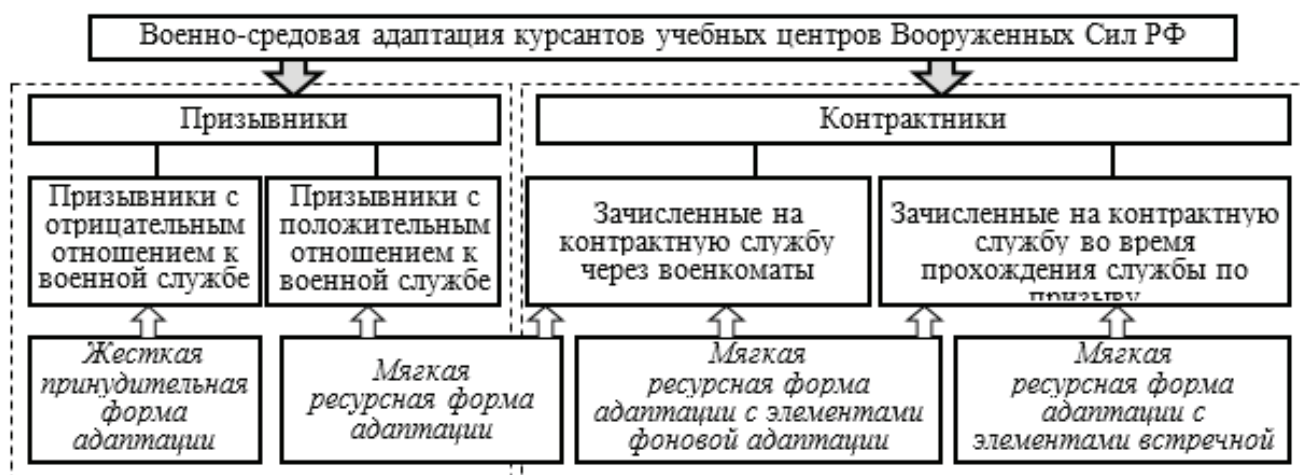 Военно-средовая адаптация курсантов учебных центров Вооруженных Сил РФ
Призывники
Контрактники
Призывники с
отрицательным
отношением к
военной службе
Призывники с
положительным
отношением к
военной службе
Зачисленные на
контрактную службу
через военкоматы
Зачисленные на контрактную
службу во время
прохождения службы по
призыву
Жесткая
принудительная
форма
адаптации
Мягкая
ресурсная форма
адаптации
Мягкая
ресурсная форма
адаптации с элементами
фоновой адаптации
Мягкая
ресурсная форма
адаптации с
элементами встречной